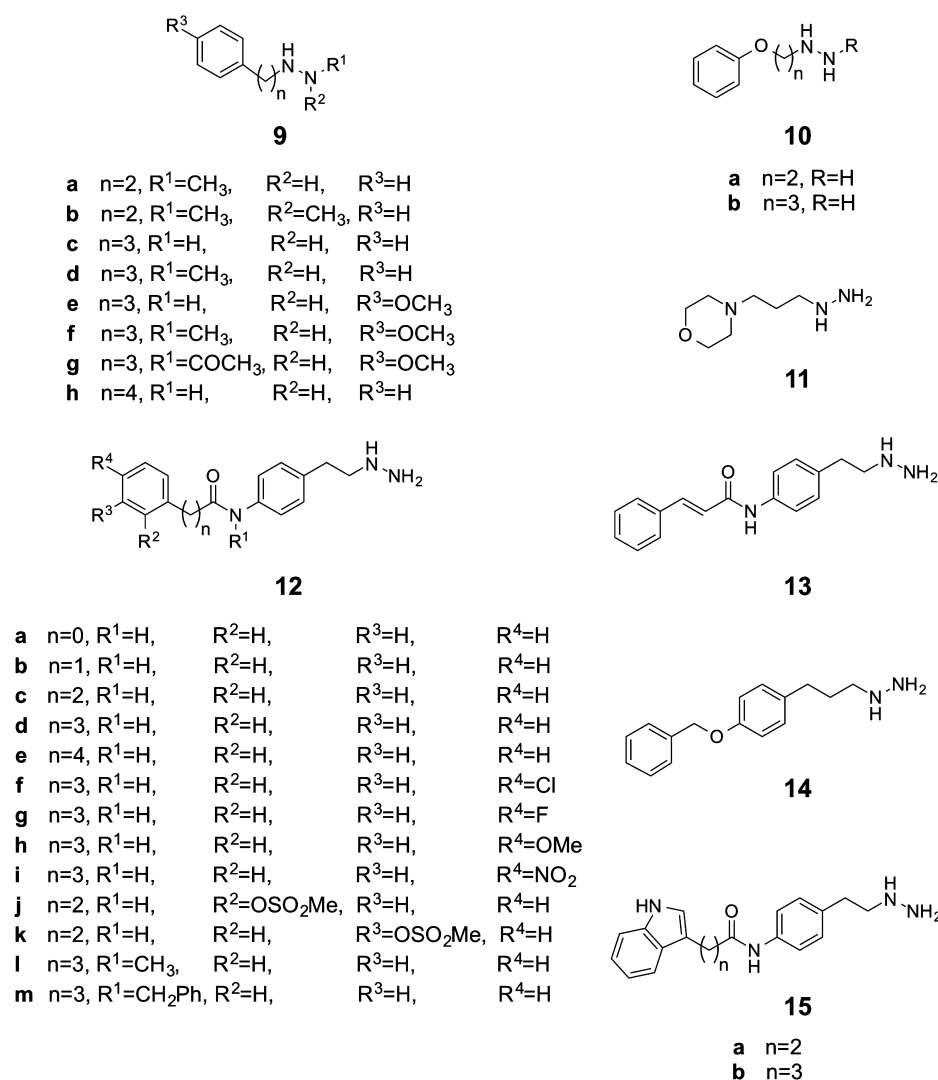 R³
H
N
R¹
N
R²
( )n
9
a n=2, R¹=CH₃, R²=H, R³=H
b n=2, R¹=CH₃, R²=CH₃, R³=H
c n=3, R¹=H, R²=H, R³=H
d n=3, R¹=CH₃, R²=H, R³=H
e n=3, R¹=H, R²=H, R³=OCH₃
f n=3, R¹=CH₃, R²=H, R³=OCH₃
g n=3, R¹=COCH₃, R²=H, R³=OCH₃
h n=4, R¹=H, R²=H, R³=H
O
( )n
H
N
N
H
R
10
a n=2, R=H
b n=3, R=H
N
O
N
H
NH₂
11
R⁴
R³
R²
( )n
O
N
R¹
H
N
NH₂
12
a n=0, R¹=H, R²=H, R³=H, R⁴=H
b n=1, R¹=H, R²=H, R³=H, R⁴=H
c n=2, R¹=H, R²=H, R³=H, R⁴=H
d n=3, R¹=H, R²=H, R³=H, R⁴=H
e n=4, R¹=H, R²=H, R³=H, R⁴=H
f n=3, R¹=H, R²=H, R³=H, R⁴=Cl
g n=3, R¹=H, R²=H, R³=H, R⁴=F
h n=3, R¹=H, R²=H, R³=H, R⁴=OMe
i n=3, R¹=H, R²=H, R³=H, R⁴=NO₂
j n=2, R¹=H, R²=OSO₂Me, R³=H, R⁴=H
k n=2, R¹=H, R²=H, R³=OSO₂Me, R⁴=H
l n=3, R¹=CH₃, R²=H, R³=H, R⁴=H
m n=3, R¹=CH₂Ph, R²=H, R³=H, R⁴=H
O
N
H
H
N
NH₂
13
O
N
H
NH₂
14
HN
( )n
O
N
H
H
N
NH₂
15
a n=2
b n=3